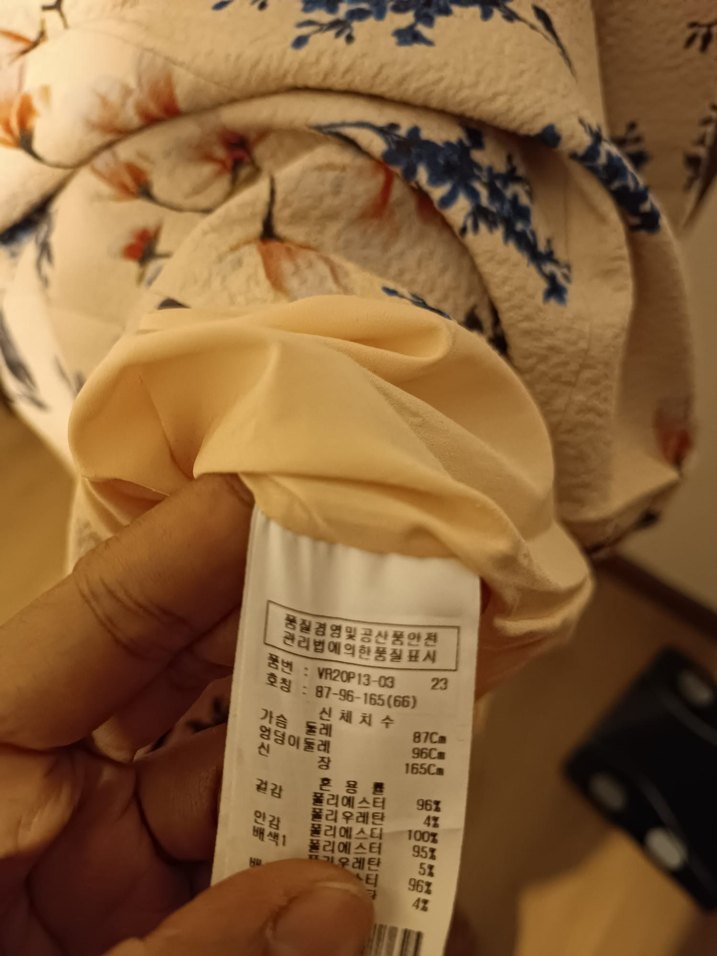 품질경영및공산품안전
관리법에의한품질표시
품번 : VR20P13-03 23
호칭 : 87-96-165(66)
신 체 치 수
가슴 둘레 87Cm
엉덩이둘레 96Cm
신 장 165Cm
혼 용 률
겉감 폴리에스터 96%
폴리우레탄 4%
안감 폴리에스터 100%
배색1 폴리에스터 95%
폴리우레탄 5%
96%
4%